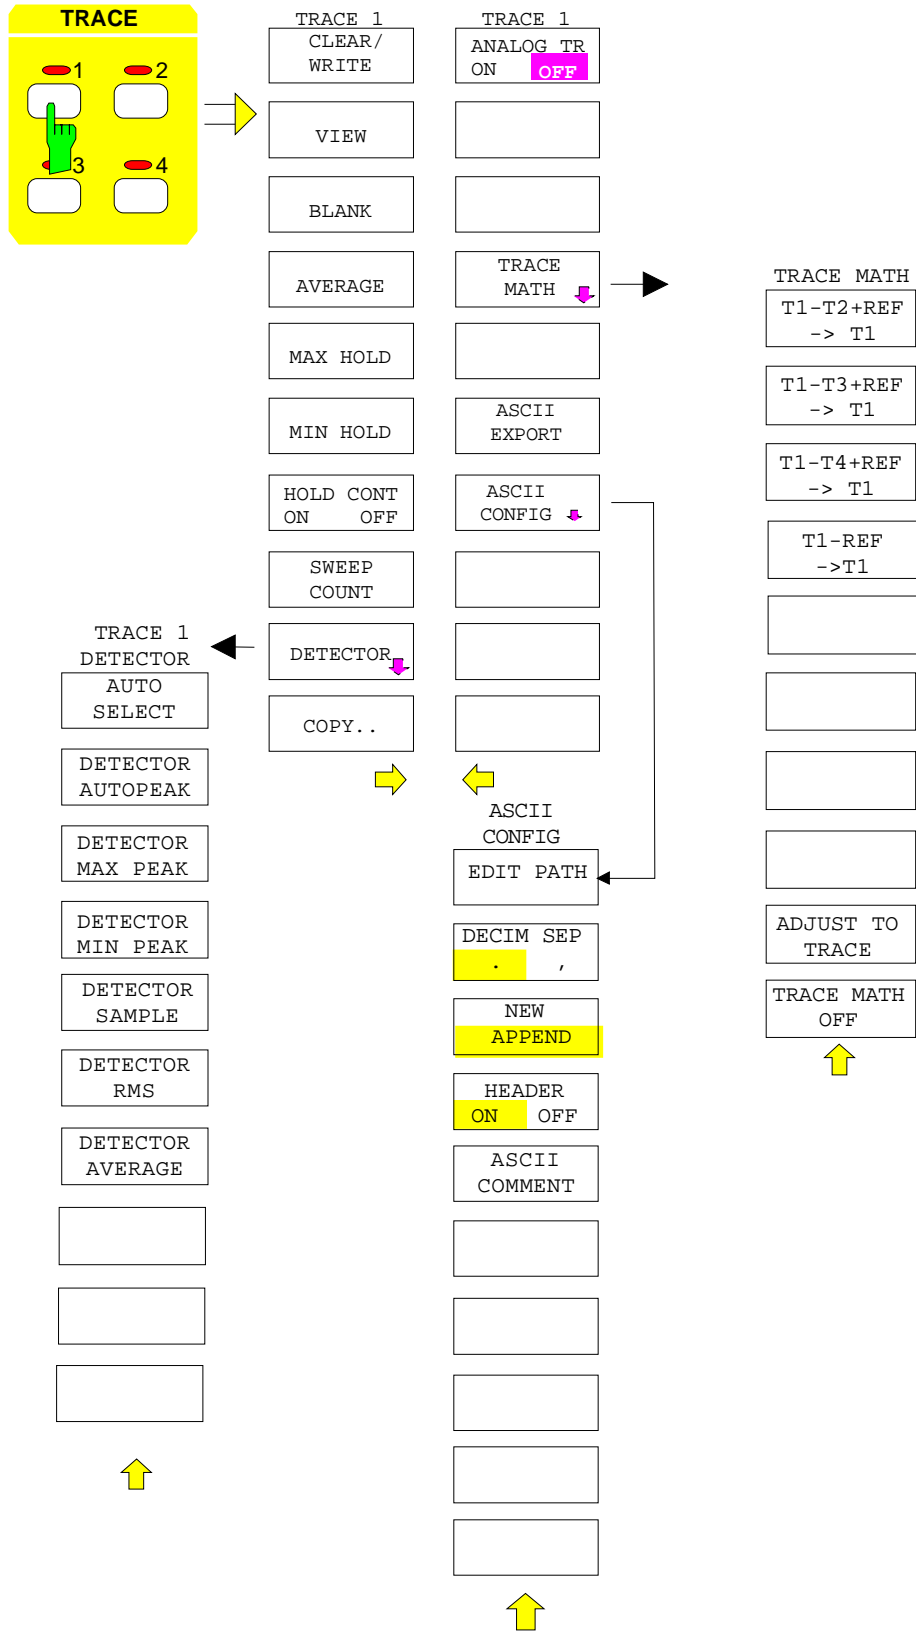 TRACE
1
2
3
4
TRACE 1
CLEAR/
WRITE
VIEW
BLANK
AVERAGE
MAX HOLD
MIN HOLD
HOLD CONT
ON OFF
SWEEP
COUNT
DETECTOR
COPY..
TRACE 1
ANALOG TR
ON OFF
TRACE
MATH
ASCII
EXPORT
ASCII
CONFIG
TRACE MATH
T1-T2+REF
-> T1
T1-T3+REF
-> T1
T1-T4+REF
-> T1
T1-REF
->T1
ADJUST TO
TRACE
TRACE MATH
OFF
TRACE 1
DETECTOR
AUTO
SELECT
DETECTOR
AUTOPEAK
DETECTOR
MAX PEAK
DETECTOR
MIN PEAK
DETECTOR
SAMPLE
DETECTOR
RMS
DETECTOR
AVERAGE
ASCII
CONFIG
EDIT PATH
DECIM SEP
. ,
NEW
APPEND
HEADER
ON OFF
ASCII
COMMENT